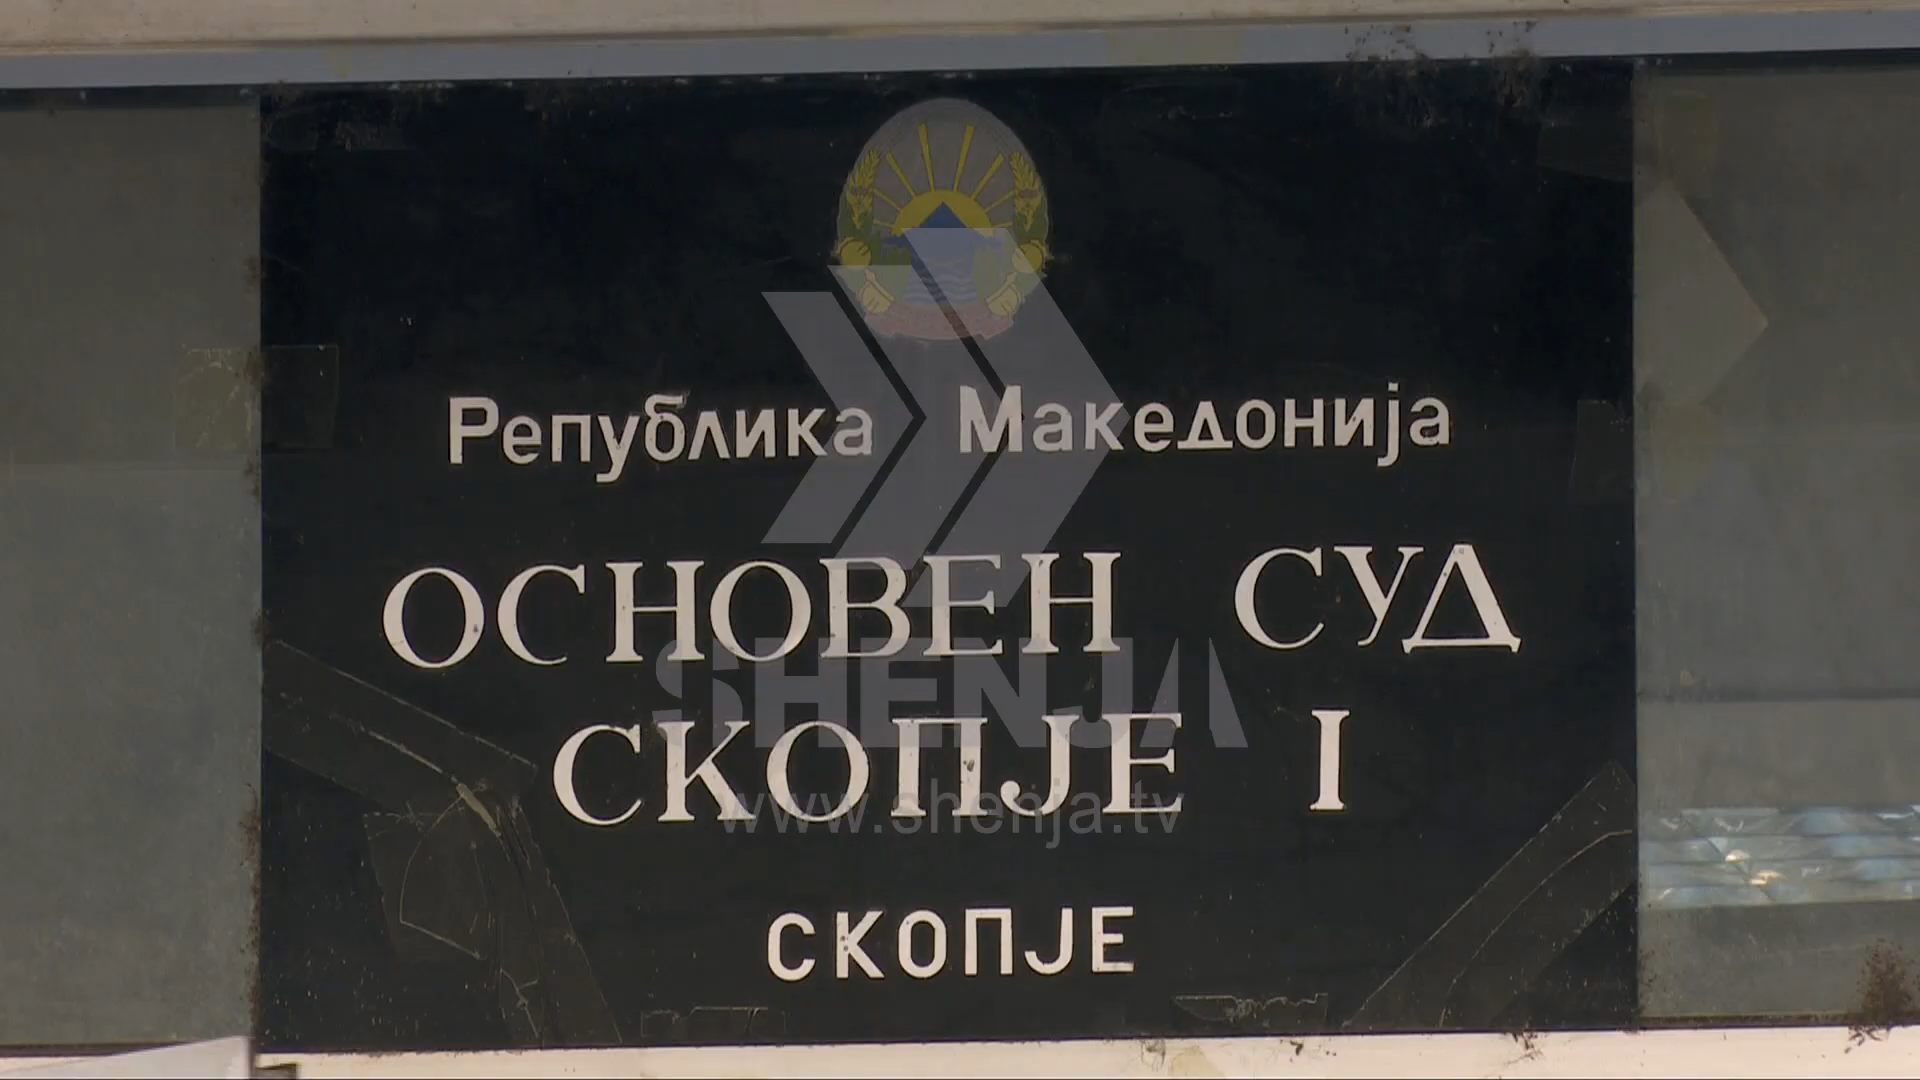 Република Македонија
ОСНОВЕН СУД
СКОПЈЕ I
SHENJA
www.shenja.tv
СКОПЈЕ